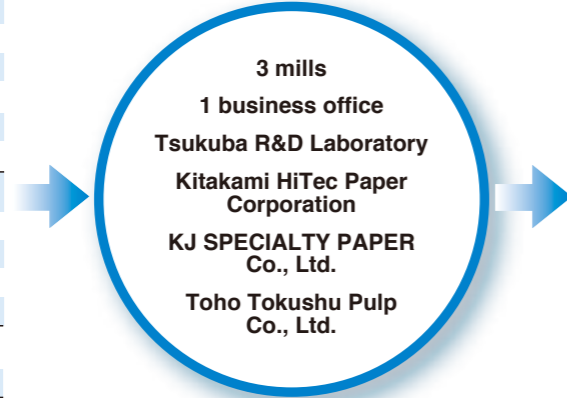 3 mills
1 business office
Tsukuba R&D Laboratory
Kitakami HiTec Paper
Corporation
KJ SPECIALTY PAPER
Co., Ltd.
Toho Tokushu Pulp
Co., Ltd.